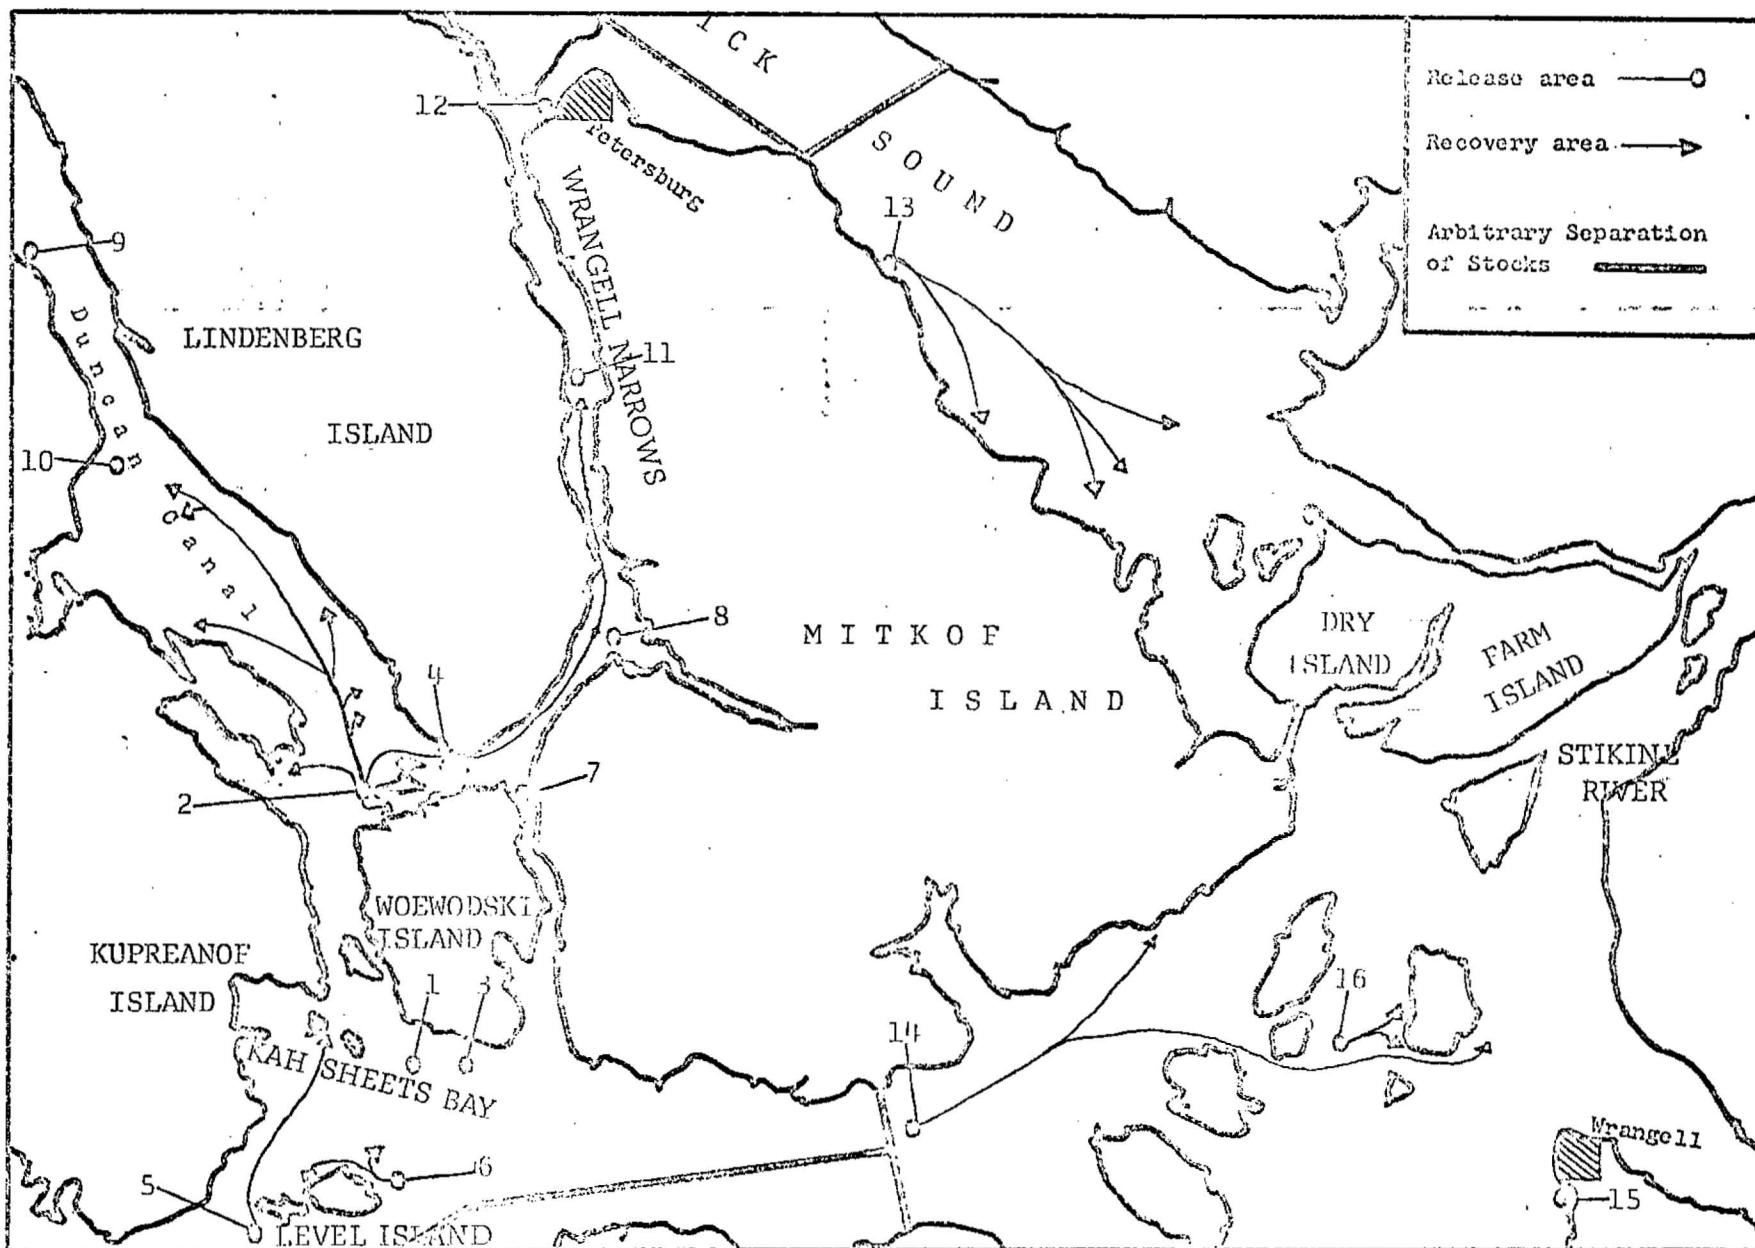 ICK
SOUND
Release area
Recovery area
Arbitrary Separation
of Stocks
12
Petersburg
WRANGELL NARROWS
13
9
Duncan
Canal
LINDENBERG
ISLAND
11
10
8
MITKOF
ISLAND
DRY
ISLAND
FARM
ISLAND
4
2
7
STIKINE
RIVER
WOEWODSKI
ISLAND
KUPREANOF
ISLAND
1
3
14
16
KAH SHEETS BAY
5
6
LEVEL ISLAND
Wrangell
15